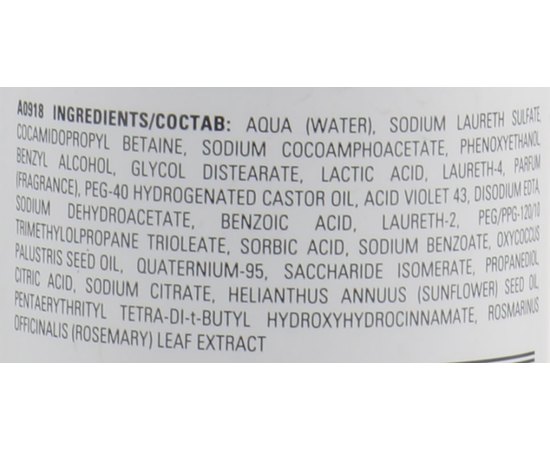 A0918 INGREDIENTS/СОСТАВ: AQUA (WATER), SODIUM LAURETH SULFATE,
COCAMIDOPROPYL BETAINE, SODIUM COCOAMPHOACETATE, PHENOXYETHANOL,
BENZYL ALCOHOL, GLYCOL DISTEARATE, LACTIC ACID, LAURETH-4, PARFUM
(FRAGRANCE), PEG-40 HYDROGENATED CASTOR OIL, ACID VIOLET 43, DISODIUM EDTA,
SODIUM DEHYDROACETATE, BENZOIC ACID, LAURETH-2, PEG/PPG-120/10
TRIMETHYLOLPROPANE TRIOLEATE, SORBIC ACID, SODIUM BENZOATE, OXYCOCCUS
PALUSTRIS SEED OIL, QUATERNIUM-95, SACCHARIDE ISOMERATE, PROPANEDIOL,
CITRIC ACID, SODIUM CITRATE, HELIANTHUS ANNUUS (SUNFLOWER) SEED OIL,
PENTAERYTHRITYL TETRA-DI-t-BUTYL HYDROXYHYDROCINNAMATE, ROSMARINUS
OFFICINALIS (ROSEMARY) LEAF EXTRACT